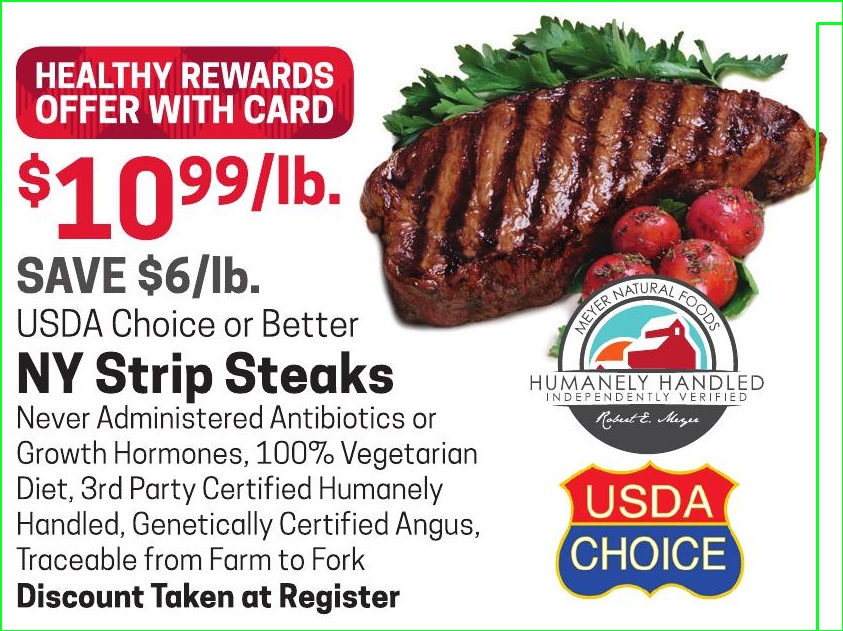 HEALTHY REWARDS
OFFER WITH CARD
$10 99/lb.
SAVE $6/lb.
USDA Choice or Better
NY Strip Steaks
Never Administered Antibiotics or
Growth Hormones, 100% Vegetarian
Diet, 3rd Party Certified Humanely
Handled, Genetically Certified Angus,
Traceable from Farm to Fork
Discount Taken at Register
MEYER NATURAL FOODS
HUMANELY HANDLED
INDEPENDENTLY VERIFIED
Robert E. Meyer
USDA
CHOICE